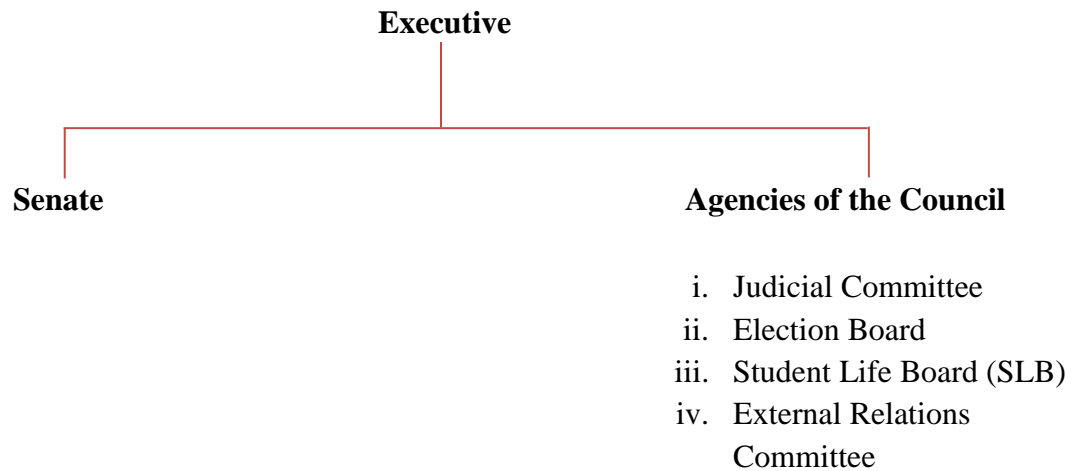 Executive
Senate
Agencies of the Council
i. Judicial Committee
ii. Election Board
iii. Student Life Board (SLB)
iv. External Relations
Committee